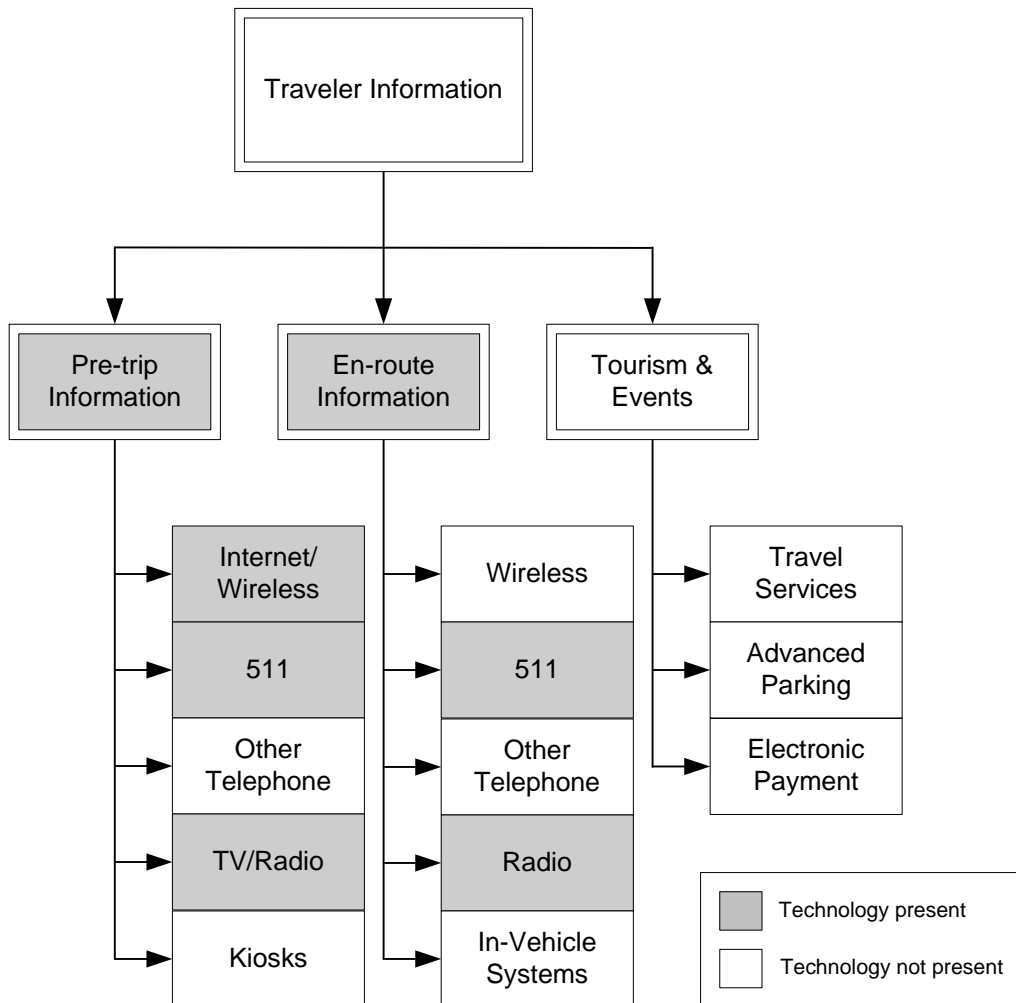 Traveler Information
Pre-trip
Information
En-route
Information
Tourism &
Events
Internet/
Wireless
511
Other
Telephone
TV/Radio
Kiosks
Wireless
511
Other
Telephone
Radio
In-Vehicle
Systems
Travel
Services
Advanced
Parking
Electronic
Payment
Technology present
Technology not present